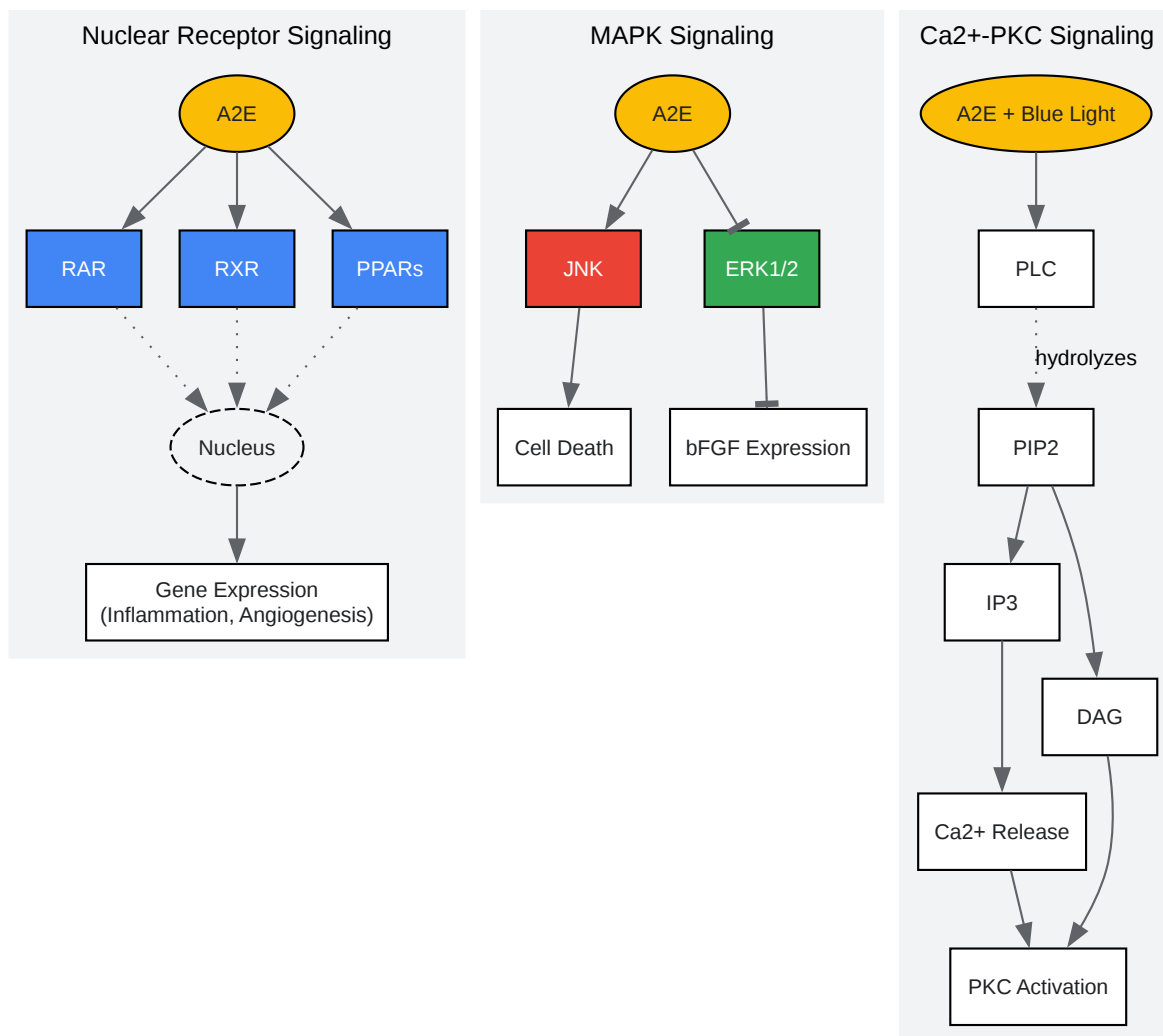 Nuclear Receptor Signaling
A2E
RAR
RXR
PPARs
Nucleus
Gene Expression
(Inflammation, Angiogenesis)
MAPK Signaling
A2E
JNK
ERK1/2
Cell Death
bFGF Expression
Ca2+-PKC Signaling
A2E + Blue Light
PLC
hydrolyzes
PIP2
IP3
DAG
Ca2+ Release
PKC Activation